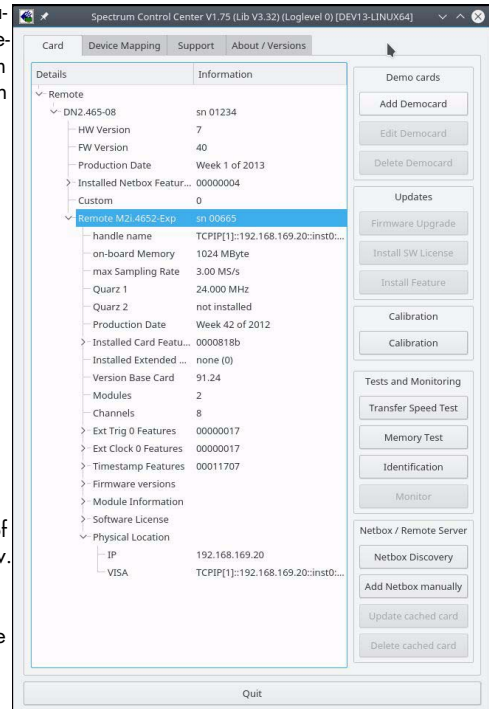 Spectrum Control Center V1.75 (Lib V3.32) (Loglevel 0) [DEV13-LINUX64]
Card Device Mapping Support About / Versions
Details Information
Remote
DN2.465-08 sn 01234
HW Version 7
FW Version 40
Production Date Week 1 of 2013
Installed Netbox Featur... 00000004
Custom 0
Remote M2i.4652-Exp sn 00665
handle name TCPIP[1]::192.168.169.20::inst0:...
on-board Memory 1024 MByte
max Sampling Rate 3.00 MS/s
Quarz 1 24.000 MHz
Quarz 2 not installed
Production Date Week 42 of 2012
Installed Card Featu... 0000818b
Installed Extended ... none (0)
Version Base Card 91.24
Modules 2
Channels 8
Ext Trig 0 Features 00000017
Ext Clock 0 Features 00000017
Timestamp Features 00011707
Firmware versions
Module Information
Software License
Physical Location
IP 192.168.169.20
VISA TCPIP[1]::192.168.169.20::inst0:...
Demo cards
Add Democard
Edit Democard
Delete Democard
Updates
Firmware Upgrade
Install SW License
Install Feature
Calibration
Calibration
Tests and Monitoring
Transfer Speed Test
Memory Test
Identification
Monitor
Netbox / Remote Server
Netbox Discovery
Add Netbox manually
Update cached card
Delete cached card
Quit